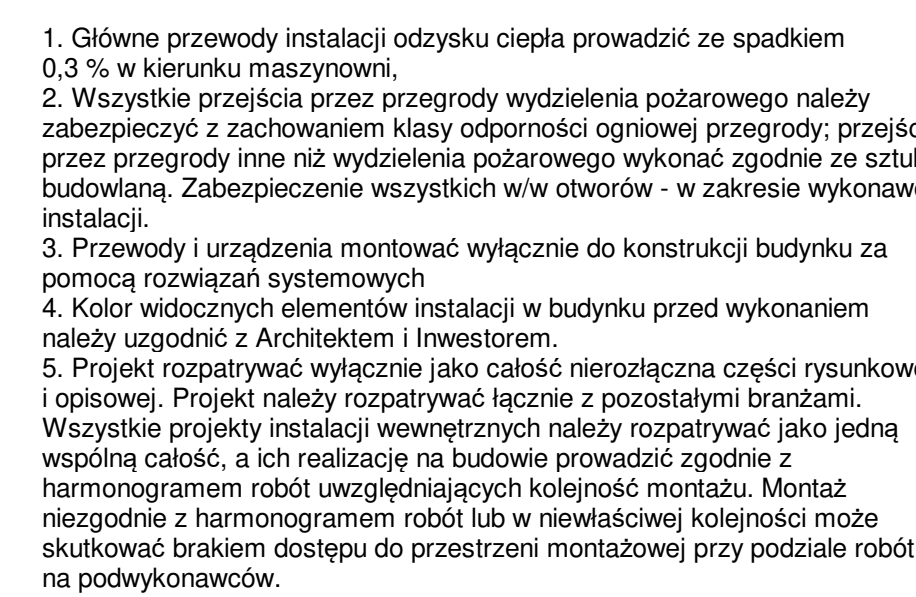 1. Główne przewody instalacji odzysku ciepła prowadzić ze spadkiem
0,3 % w kierunku maszynowni,
2. Wszystkie przejścia przez przegrody wydzielenia pożarowego należy
zabezpieczyć z zachowaniem klasy odporności ogniowej przegrody;
przez przegrody inne niż wydzielenia pożarowego wykonać zgodnie ze
budowlaną. Zabezpieczenie wszystkich w/w otworów - w zakresie
instalacji.
3. Przewody i urządzenia montować wyłącznie do konstrukcji budynku za
pomocą rozwiązań systemowych
4. Kolor widocznych elementów instalacji w budynku przed wykonaniem
należy uzgodnić z Architektem i Inwestorem.
5. Projekt rozpatrywać wyłącznie jako całość nierozłączna części
i opisowej. Projekt należy rozpatrywać łącznie z pozostałymi branżami.
Wszystkie projekty instalacji wewnętrznych należy rozpatrywać jako jedną
wspólną całość, a ich realizację na budowie prowadzić zgodnie z
harmonogramem robót uwzględniających kolejność montażu. Montaż
niezgodnie z harmonogramem robót lub w niewłaściwej kolejności może
skutkować brakiem dostępu do przestrzeni montażowej przy podziale robót
na podwykonawców.